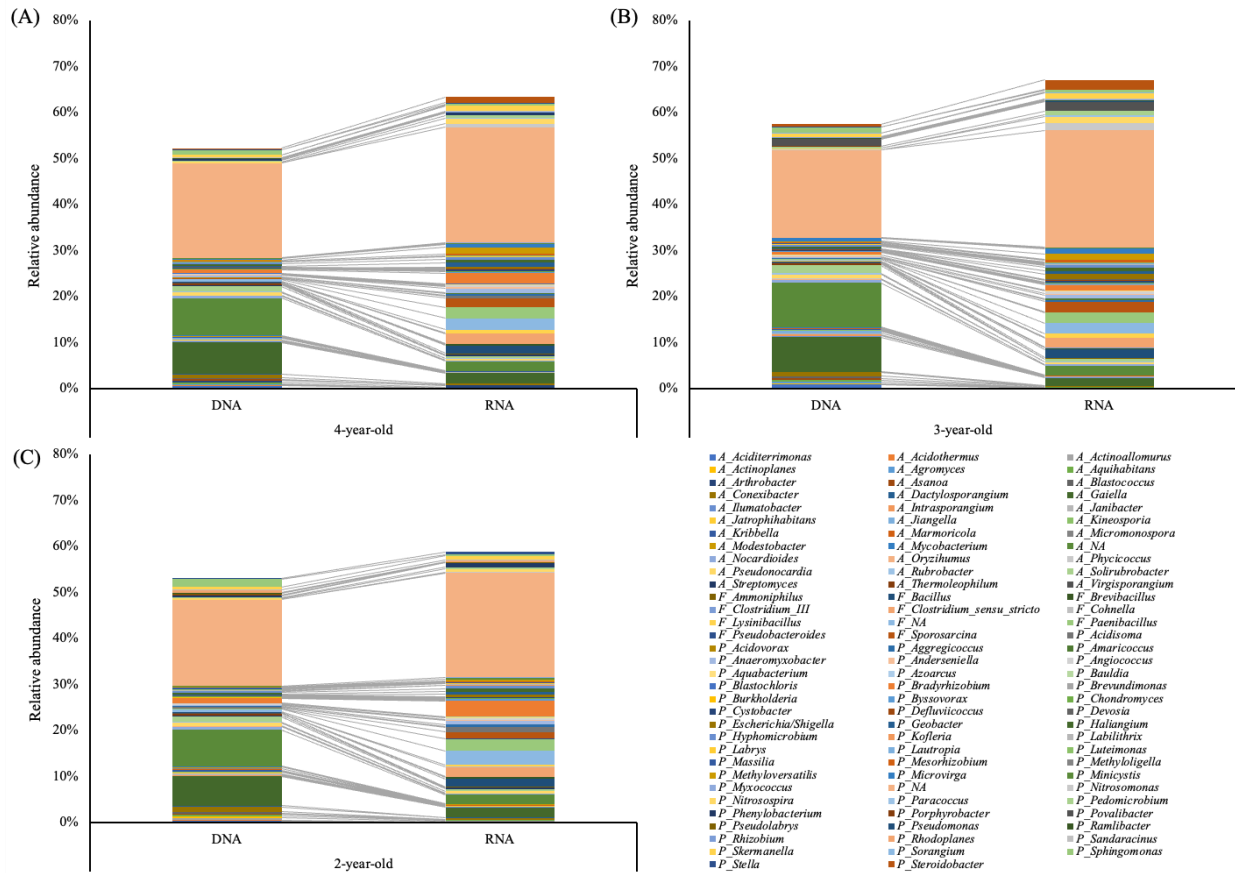 (A)
80%
70%
60%
50%
40%
30%
20%
10%
0%
Relative abundance
DNA
RNA
4-year-old
(B)
80%
70%
60%
50%
40%
30%
20%
10%
0%
Relative abundance
DNA
RNA
3-year-old
(C)
80%
70%
60%
50%
40%
30%
20%
10%
0%
Relative abundance
DNA
RNA
2-year-old
A_Aciditerrimonas A_Acidothermus A_Actinoallomurus
A_Actinoplanes A_Agromyces A_Aquihabitans
A_Arthrobacter A_Asanoa A_Blastococcus
A_Conexibacter A_Dactylosporangium A_Gaiella
A_Ilumatobacter A_Intrasporangium A_Janibacter
A_Jatrophihabitans A_Jiangella A_Kineosporia
A_Kribbella A_Marmoricola A_Micromonospora
A_Modestobacter A_Mycobacterium A_NA
A_Nocardioides A_Oryzihumus A_Phycicoccus
A_Pseudonocardia A_Rubrobacter A_Solirubrobacter
A_Streptomyces A_Thermoleophilum A_Virgisporangium
F_Ammoniphilus F_Bacillus F_Brevibacillus
F_Clostridium_III F_Clostridium_sensu_stricto F_Cohnella
F_Lysinibacillus F_NA F_Paenibacillus
F_Pseudobacteroides F_Sporosarcina P_Acidisoma
P_Acidovorax P_Aggregicoccus P_Amaricoccus
P_Anaeromyxobacter P_Anderseniella P_Angiococcus
P_Aquabacterium P_Azoarcus P_Bauldia
P_Blastochloris P_Bradyrhizobium P_Brevundimonas
P_Burkholderia P_Byssovorax P_Chondromyces
P_Cystobacter P_Defluviicoccus P_Devosia
P_Escherichia/Shigella P_Geobacter P_Haliangium
P_Hyphomicrobium P_Kofleria P_Labilithrix
P_Labrys P_Lautropia P_Luteimonas
P_Massilia P_Mesorhizobium P_Methyloligella
P_Methyloversatilis P_Microvirga P_Minicystis
P_Myxococcus P_NA P_Nitrosomonas
P_Nitrosospira P_Paracoccus P_Pedomicrobium
P_Phenylobacterium P_Porphyrobacter P_Povalibacter
P_Pseudolabrys P_Pseudomonas P_Ramlibacter
P_Rhizobium P_Rhodoplanes P_Sandaracinus
P_Skermanella P_Sorangium P_Sphingomonas
P_Stella P_Steroidobacter